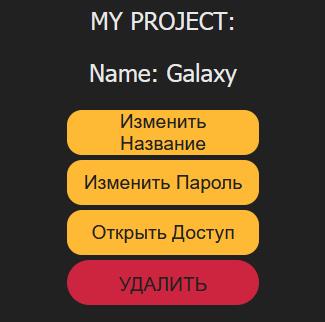 MY PROJECT:
Name: Galaxy
Изменить
Название
Изменить Пароль
Открыть Доступ
УДАЛИТЬ